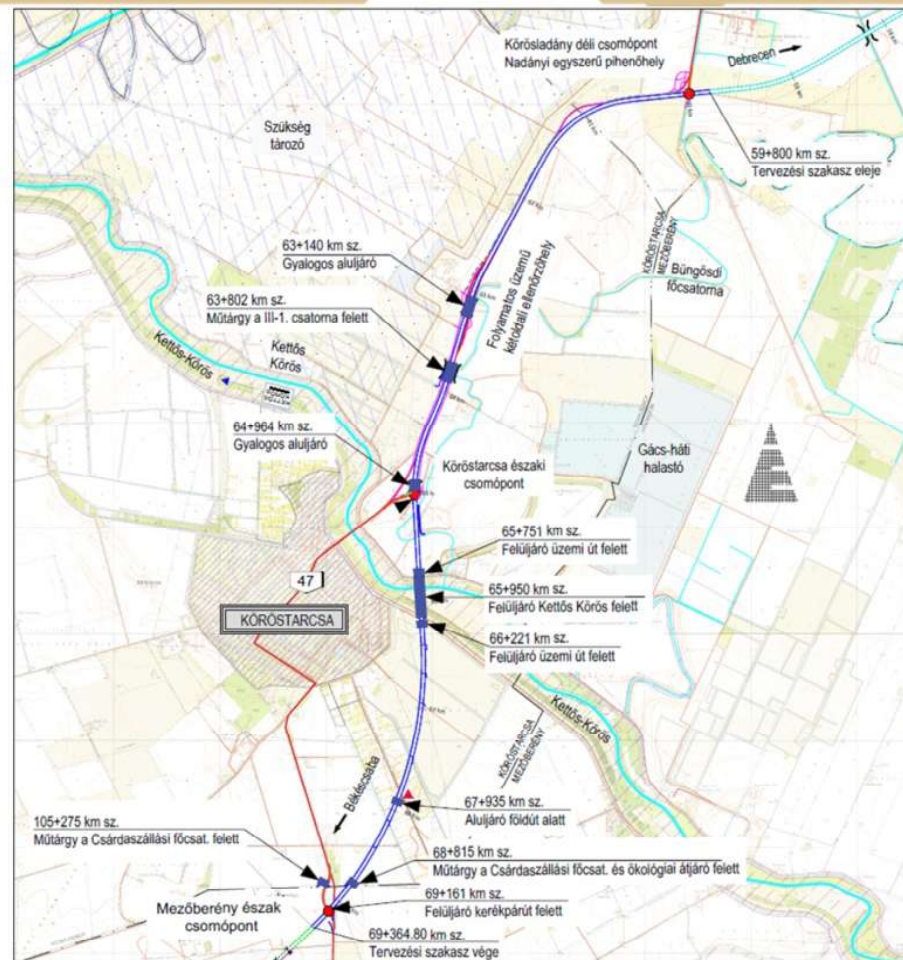 Körösladány déli csomópont
Nadányi egyszerű pihenőhely
Debrecen
Szükség
tározó
59+800 km sz.
Tervezési szakasz eleje
KÖRÖSTARCSA
MEZŐBERÉNY
Büngösdi
főcsatorna
63+140 km sz.
Gyalogos aluljáró
Folyamatos üzemű
kétoldali ellenőrzőhely
63+802 km sz.
Műtárgy a III-1. csatorna felett
Kettős-Körös
Kettős
Körös
64+964 km sz.
Gyalogos aluljáró
Köröstarcsa északi
csomópont
Gács-háti
halastó
65+751 km sz.
Felüljáró üzemi út felett
47
65+950 km sz.
Felüljáró Kettős Körös felett
KÖRÖSTARCSA
66+221 km sz.
Felüljáró üzemi út felett
Kettős-Körös
KÖRÖSTARCSA
MEZŐBERÉNY
Békéscsaba
67+935 km sz.
Aluljáró földút alatt
105+275 km sz.
Műtárgy a Csárdaszállási főcsat. felett
68+815 km sz.
Műtárgy a Csárdaszállási főcsat. és ökológiai átjáró felett
Mezőberény észak
csomópont
69+161 km sz.
Felüljáró kerékpárút felett
69+364.80 km sz.
Tervezési szakasz vége